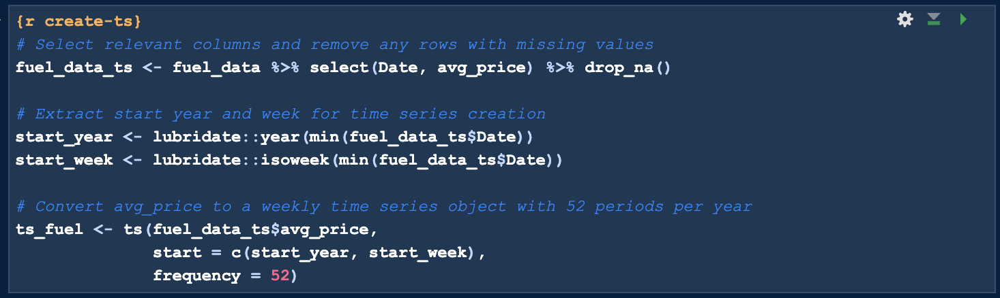 {r create-ts}
# Select relevant columns and remove any rows with missing values
fuel_data_ts <- fuel_data %>% select(Date, avg_price) %>% drop_na()
# Extract start year and week for time series creation
start_year <- lubridate::year(min(fuel_data_ts$Date))
start_week <- lubridate::isoweek(min(fuel_data_ts$Date))
# Convert avg_price to a weekly time series object with 52 periods per year
ts_fuel <- ts(fuel_data_ts$avg_price,
start = c(start_year, start_week),
frequency = 52)